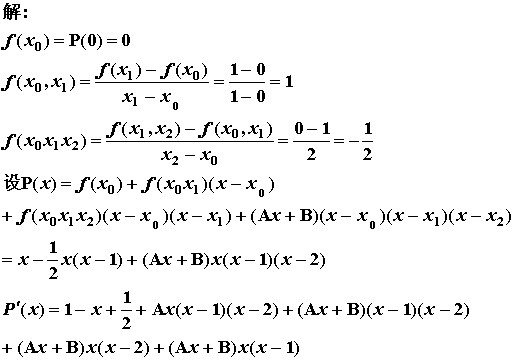 解：
f(x₀) = P(0) = 0
f(x₀,x₁) = (f(x₁) − f(x₀))/(x₁ − x₀) = (1−0)/(1−0) = 1
f(x₀x₁x₂) = (f(x₁,x₂) − f(x₀,x₁))/(x₂ − x₀) = (0−1)/2 = −1/2
设P(x) = f(x₀) + f(x₀x₁)(x − x₀)
+ f(x₀x₁x₂)(x − x₀)(x − x₁) + (Ax + B)(x − x₀)(x − x₁)(x − x₂)
= x − 1/2 x(x − 1) + (Ax + B)x(x − 1)(x − 2)
P′(x) = 1 − x + 1/2 + Ax(x − 1)(x − 2) + (Ax + B)(x − 1)(x − 2)
+ (Ax + B)x(x − 2) + (Ax + B)x(x − 1)